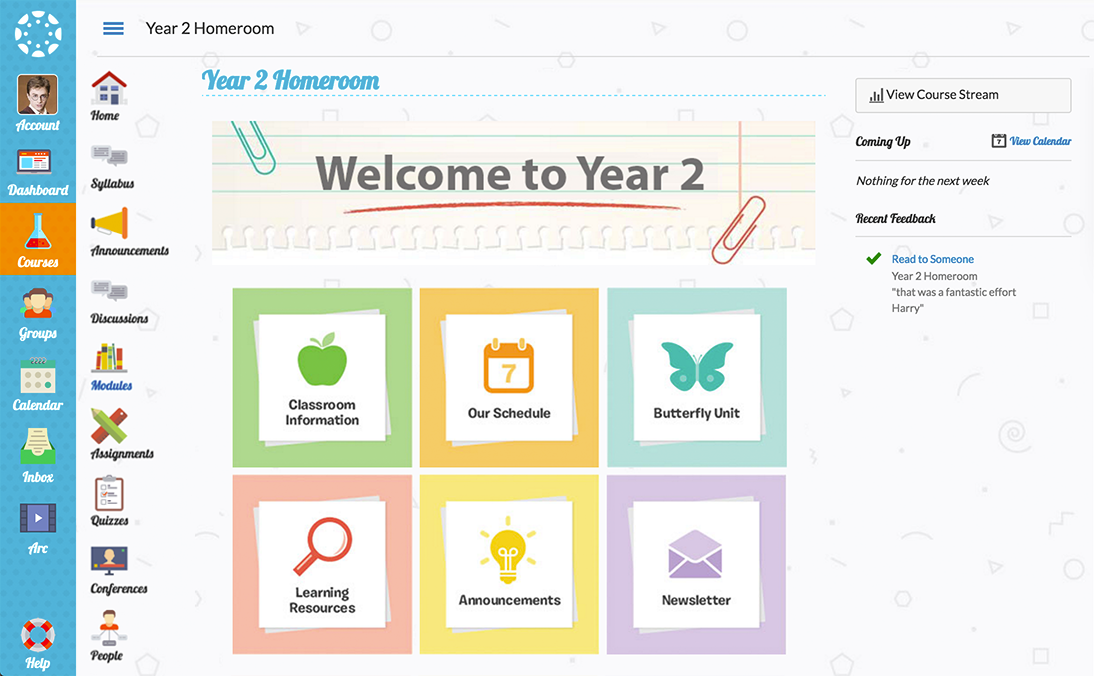 Year 2 Homeroom
Account
Dashboard
Courses
Groups
Calendar
Inbox
Arc
Help
Home
Syllabus
Announcements
Discussions
Modules
Assignments
Quizzes
Conferences
People
Year 2 Homeroom
Welcome to Year 2
Classroom
Information
Our Schedule
7
Butterfly Unit
Learning
Resources
Announcements
Newsletter
View Course Stream
Coming Up
7
View Calendar
Nothing for the next week
Recent Feedback
Read to Someone
Year 2 Homeroom
"that was a fantastic effort
Harry"